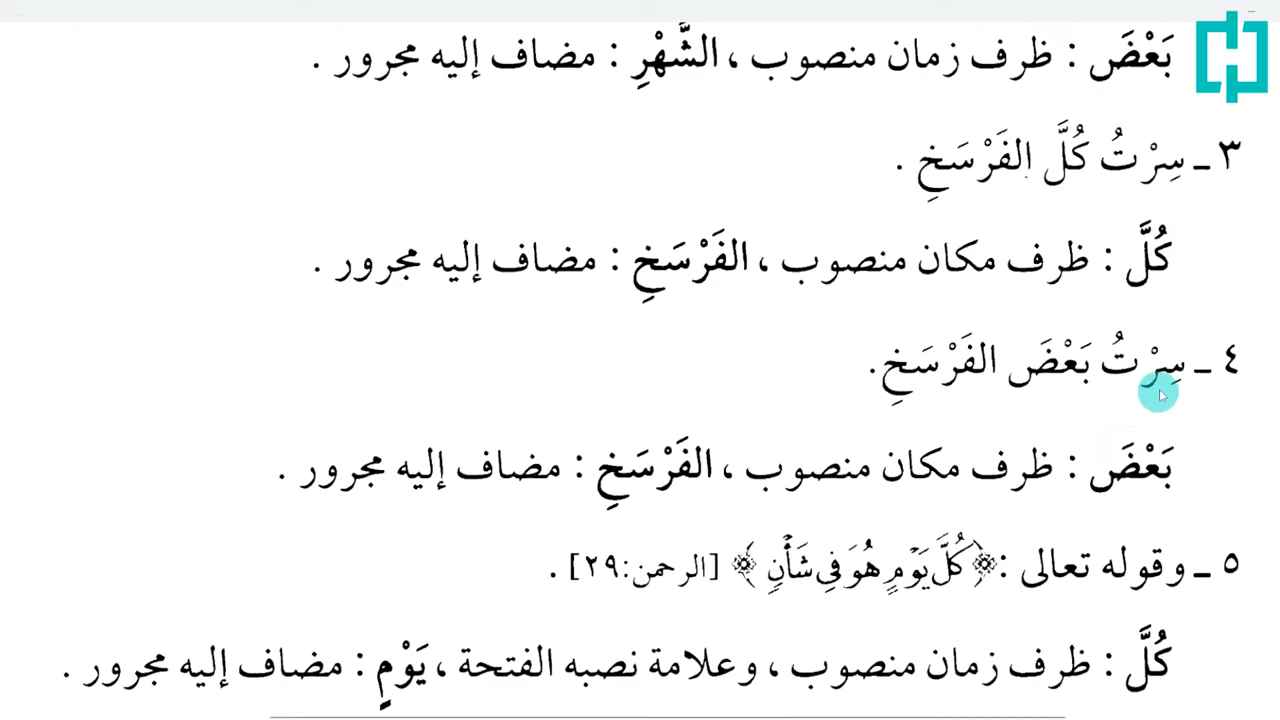 بَعْضَ : ظرف زمان منصوب ، الشَّهْرِ : مضاف إليه مجرور .
٣ ـ سِرْتُ كُلَّ الفَرْسَخِ .
كُلَّ : ظرف مكان منصوب ، الفَرْسَخِ : مضاف إليه مجرور .
٤ ـ سِرْتُ بَعْضَ الفَرْسَخِ.
بَعْضَ : ظرف مكان منصوب ، الفَرْسَخِ : مضاف إليه مجرور .
٥ ـ وقوله تعالى : ﴿كُلَّ يَوْمٍ هُوَ فِي شَأْنٍ ﴾ [الرحمن:٢٩] .
كُلَّ : ظرف زمان منصوب ، وعلامة نصبه الفتحة ، يَوْمٍ : مضاف إليه مجرور .